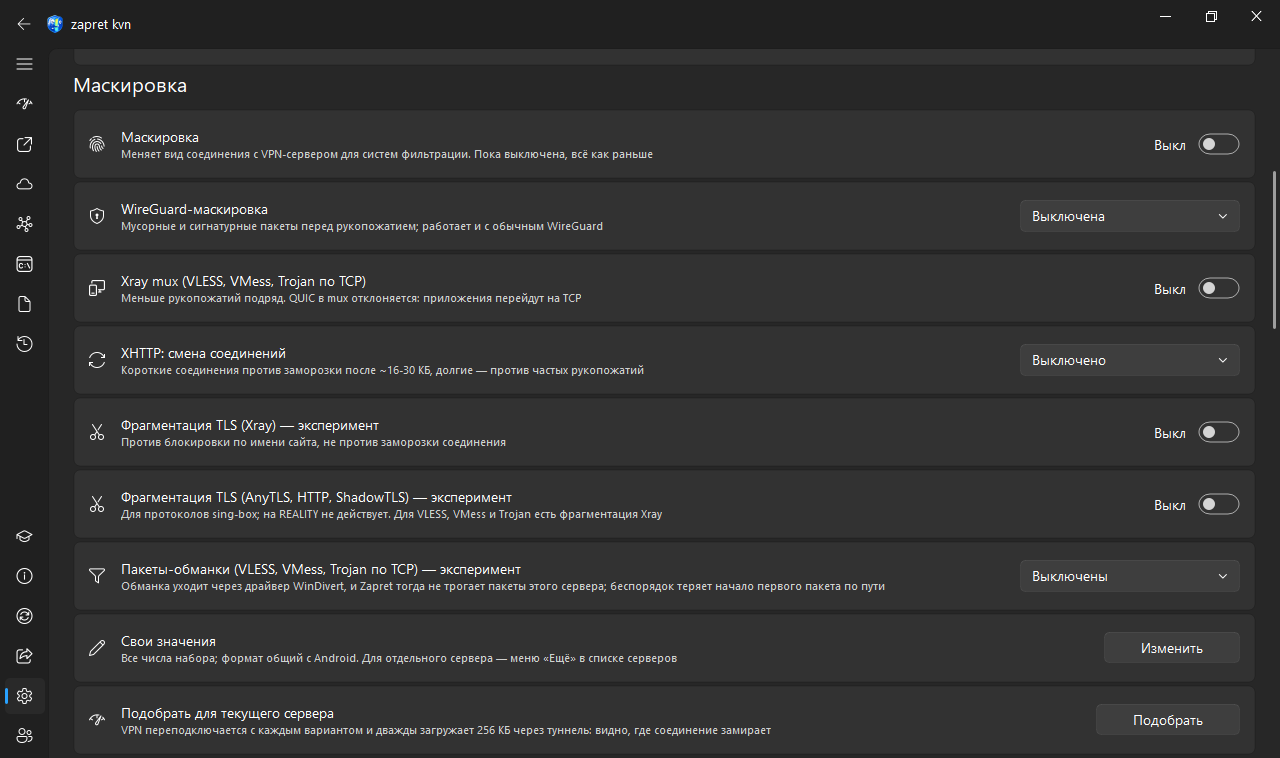 zapret kvn
Маскировка
Маскировка
Выкл
Меняет вид соединения с VPN-сервером для систем фильтрации. Пока выключена, всё как раньше
WireGuard-маскировка
Выключена
Мусорные и сигнатурные пакеты перед рукопожатием; работает и с обычным WireGuard
Xray mux (VLESS, VMess, Trojan по TCP)
Выкл
Меньше рукопожатий подряд. QUIC в mux отклоняется: приложения перейдут на TCP
XHTTP: смена соединений
Выключено
Короткие соединения против заморозки после ~16-30 КБ, долгие — против частых рукопожатий
Фрагментация TLS (Xray) — эксперимент
Выкл
Против блокировки по имени сайта, не против заморозки соединения
Фрагментация TLS (AnyTLS, HTTP, ShadowTLS) — эксперимент
Выкл
Для протоколов sing-box; на REALITY не действует. Для VLESS, VMess и Trojan есть фрагментация Xray
Пакеты-обманки (VLESS, VMess, Trojan по TCP) — эксперимент
Выключены
Обманка уходит через драйвер WinDivert, и Zapret тогда не трогает пакеты этого сервера; беспорядок теряет начало первого пакета по пути
Свои значения
Изменить
Все числа набора; формат общий с Android. Для отдельного сервера — меню «Ещё» в списке серверов
Подобрать для текущего сервера
Подобрать
VPN переподключается с каждым вариантом и дважды загружает 256 КБ через туннель: видно, где соединение замирает
C:\